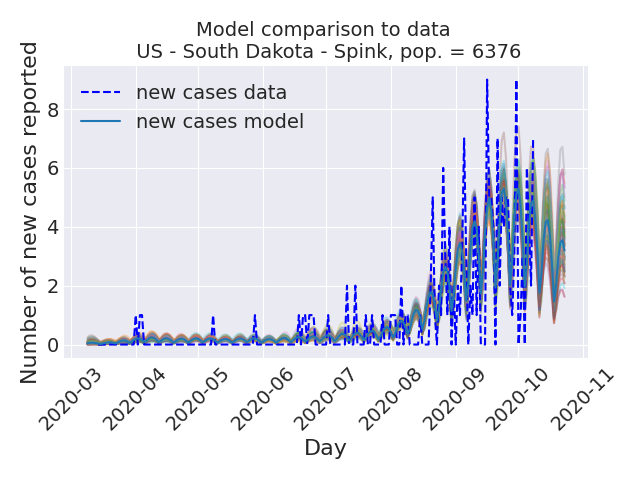 Model comparison to data
US - South Dakota - Spink, pop. = 6376
Number of new cases reported
new cases data
new cases model
8
6
4
2
0
2020-03
2020-04
2020-05
2020-06
2020-07
2020-08
2020-09
2020-10
2020-11
Day